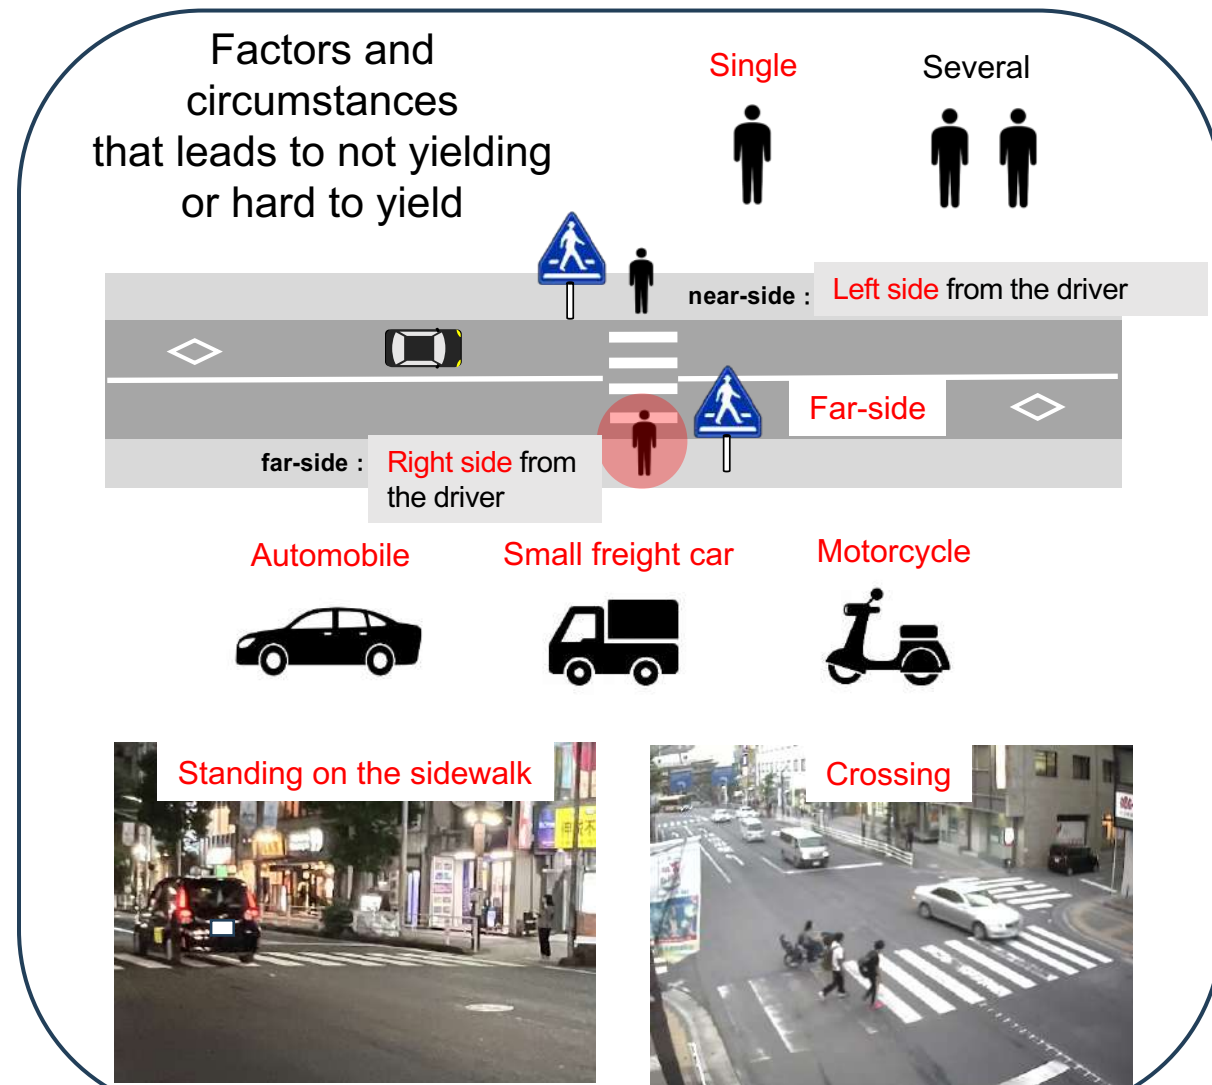 Factors and
circumstances
that leads to not yielding
or hard to yield
Single
Several
near-side :
Left side from the driver
Far-side
far-side :
Right side from
the driver
Automobile
Small freight car
Motorcycle
Standing on the sidewalk
Crossing